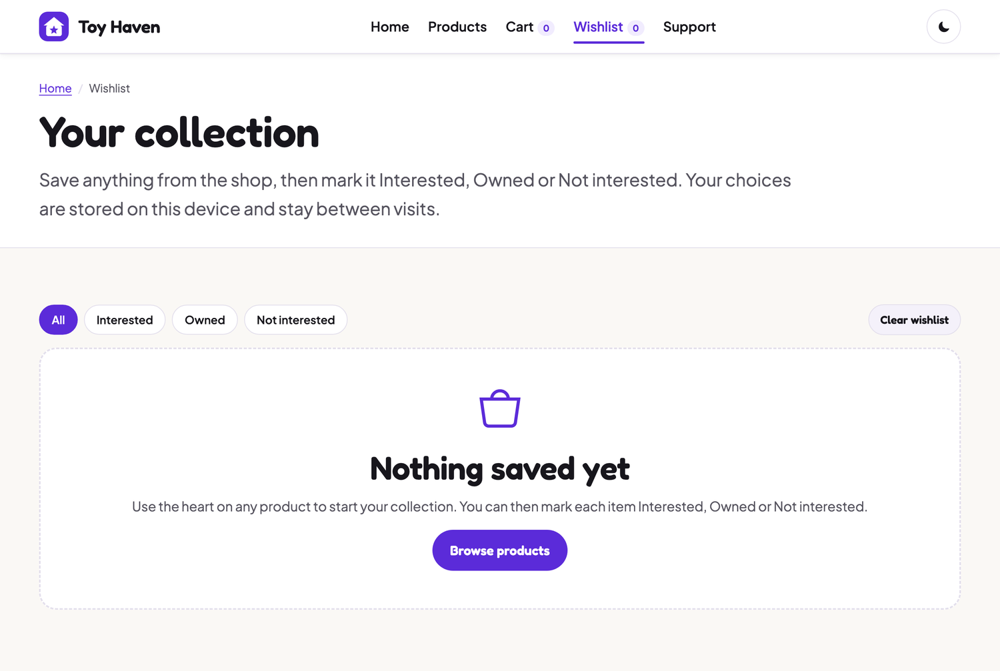 Toy Haven
Home Products Cart 0 Wishlist 0 Support
Home / Wishlist
Your collection
Save anything from the shop, then mark it Interested, Owned or Not interested. Your choices
are stored on this device and stay between visits.
All Interested Owned Not interested Clear wishlist
Nothing saved yet
Use the heart on any product to start your collection. You can then mark each item Interested, Owned or Not interested.
Browse products